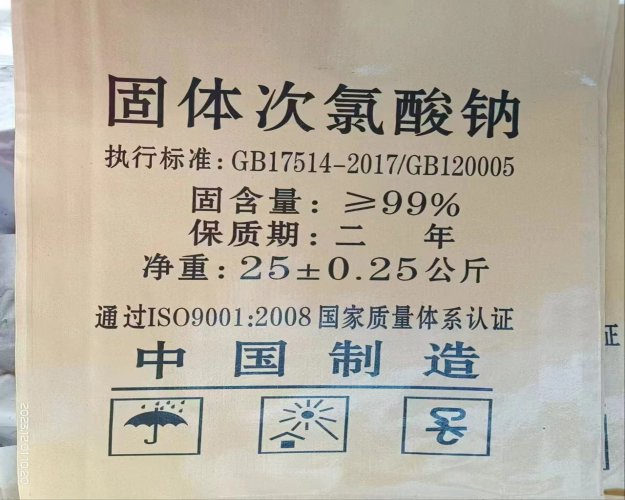 固体次氯酸钠
执行标准: GB17514-2017/GB120005
固含量: ≥99%
保质期: 二 年
净重: 25±0.25公斤
通过ISO9001:2008国家质量体系认证
中国制造
证